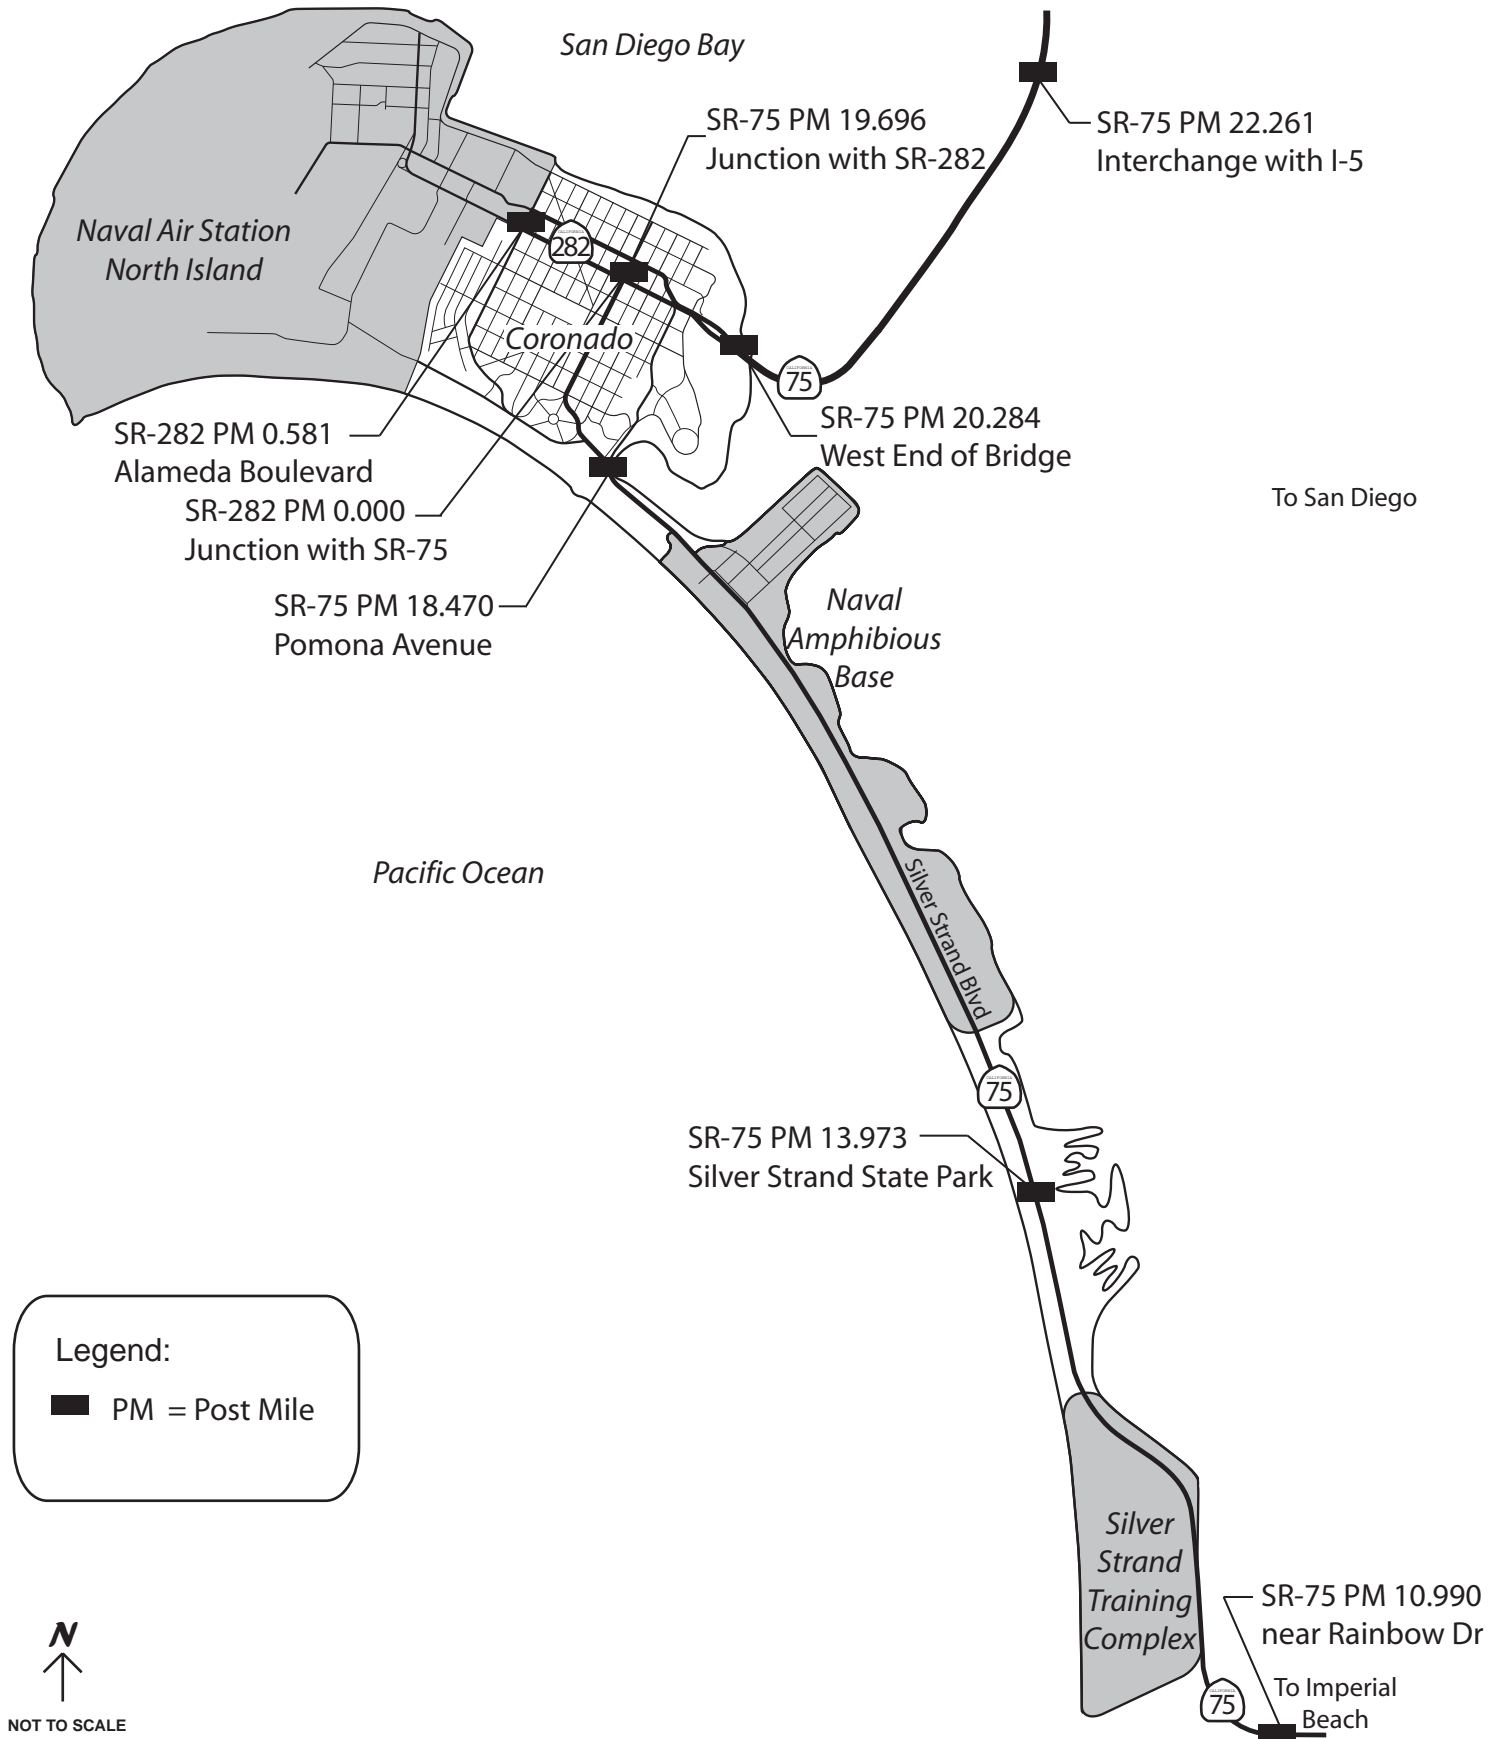 San Diego Bay
SR-75 PM 19.696
Junction with SR-282
SR-75 PM 22.261
Interchange with I-5
Naval Air Station
North Island
CALIFORNIA
282
Coronado
CALIFORNIA
75
SR-282 PM 0.581
Alameda Boulevard
SR-75 PM 20.284
West End of Bridge
SR-282 PM 0.000
Junction with SR-75
To San Diego
SR-75 PM 18.470
Pomona Avenue
Naval
Amphibious
Base
Pacific Ocean
Silver Strand Blvd
CALIFORNIA
75
SR-75 PM 13.973
Silver Strand State Park
Legend:
PM = Post Mile
Silver
Strand
Training
Complex
SR-75 PM 10.990
near Rainbow Dr
To Imperial
Beach
CALIFORNIA
75
N
NOT TO SCALE